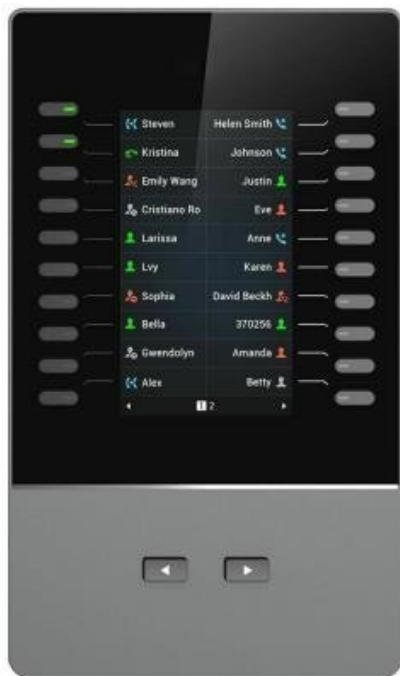 Steven Helen Smith
Kristina Johnson
Emily Wang Justin
Cristiano Ro Eve
Larissa Anne
Lvy Karen
Sophia David Beckh
Bella 370256
Gwendolyn Amanda
Alex Betty
1 2